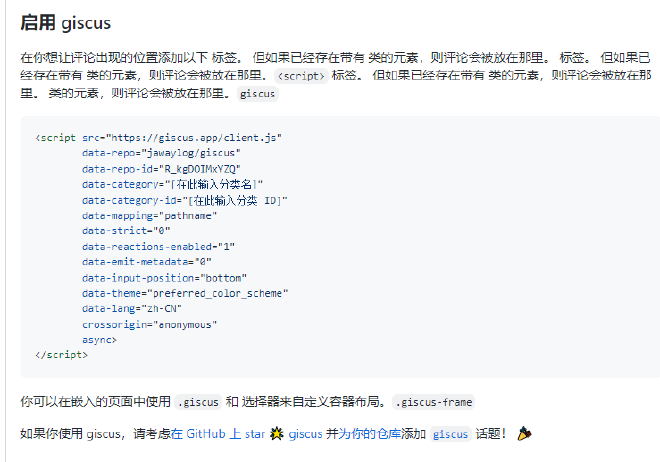 启用 giscus
在你想让评论出现的位置添加以下 标签。 但如果已经存在带有 类的元素，则评论会被放在那里。 标签。 但如果已
经存在带有 类的元素，则评论会被放在那里。<script> 标签。 但如果已经存在带有 类的元素，则评论会被放在那
里。 类的元素，则评论会被放在那里。giscus
<script src="https://giscus.app/client.js"
data-repo="jawaylog/giscus"
data-repo-id="R_kgDOIMxYZQ"
data-category="[在此输入分类名]"
data-category-id="[在此输入分类 ID]"
data-mapping="pathname"
data-strict="0"
data-reactions-enabled="1"
data-emit-metadata="0"
data-input-position="bottom"
data-theme="preferred_color_scheme"
data-lang="zh-CN"
crossorigin="anonymous"
async>
</script>
你可以在嵌入的页面中使用 .giscus 和 选择器来自定义容器布局。.giscus-frame
如果你使用 giscus，请考虑在 GitHub 上 star 🌟 giscus 并为你的仓库添加 giscus 话题！ 🎉